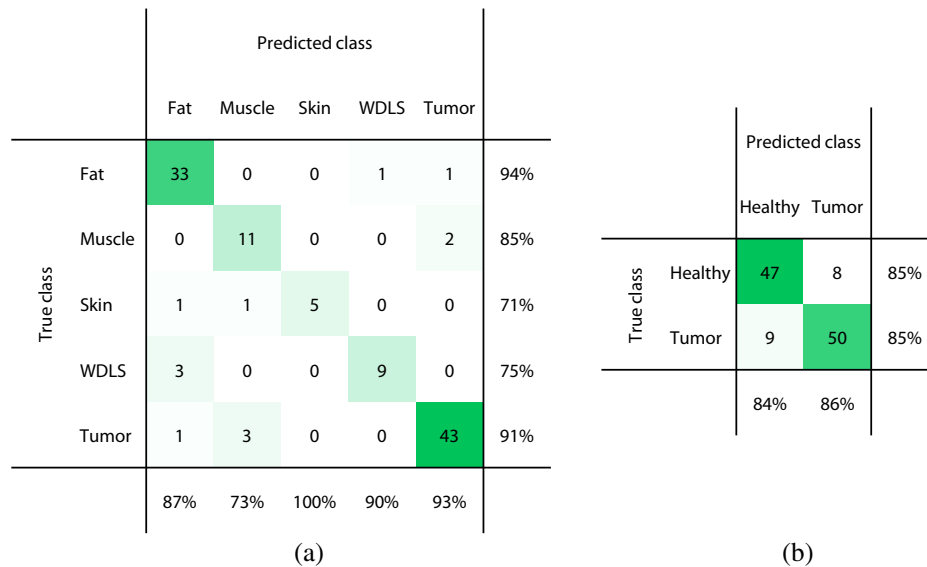 Predicted class
Fat Muscle Skin WDLS Tumor
True class
Fat 33 0 0 1 1 94%
Muscle 0 11 0 0 2 85%
Skin 1 1 5 0 0 71%
WDLS 3 0 0 9 0 75%
Tumor 1 3 0 0 43 91%
87% 73% 100% 90% 93%
(a)
Predicted class
Healthy Tumor
True class
Healthy 47 8 85%
Tumor 9 50 85%
84% 86%
(b)